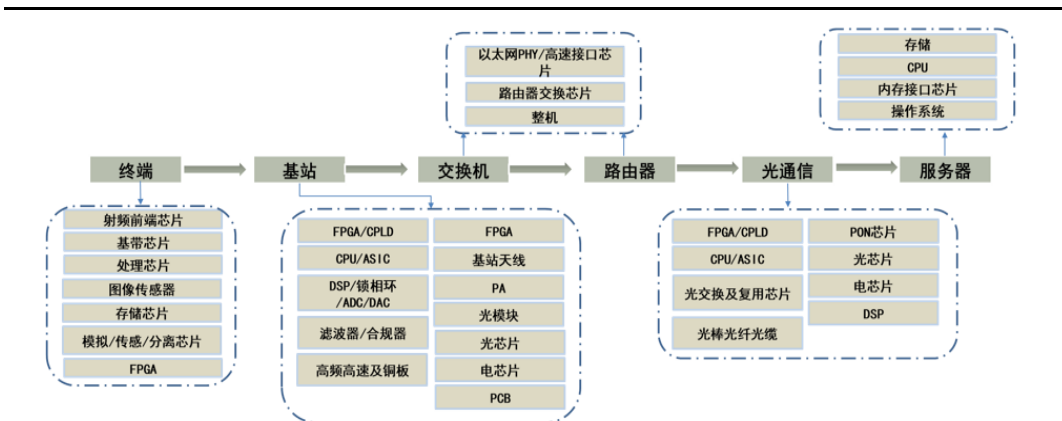 存储
CPU
内存接口芯片
操作系统
以太网PHY/高速接口芯
片
路由器交换芯片
整机
终端
基站
交换机
路由器
光通信
服务器
射频前端芯片
基带芯片
处理芯片
图像传感器
存储芯片
模拟/传感/分离芯片
FPGA
FPGA/CPLD
CPU/ASIC
DSP/锁相环
/ADC/DAC
滤波器/合规器
高频高速及铜板
FPGA
基站天线
PA
光模块
光芯片
电芯片
PCB
FPGA/CPLD
CPU/ASIC
光交换及复用芯片
光棒光纤光缆
PON芯片
光芯片
电芯片
DSP